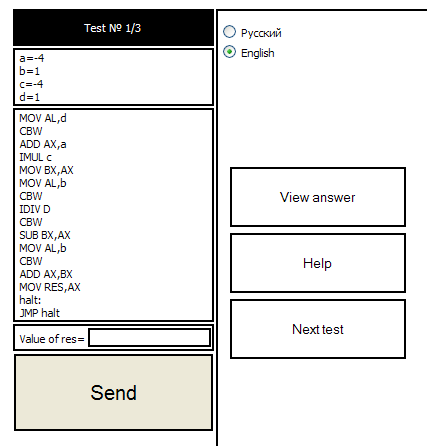 Test № 1/3
a=-4
b=1
c=-4
d=1
MOV AL,d
CBW
ADD AX,a
IMUL c
MOV BX,AX
MOV AL,b
CBW
IDIV D
CBW
SUB BX,AX
MOV AL,b
CBW
ADD AX,BX
MOV RES,AX
halt:
JMP halt
Value of res=
Send
Русский
English
View answer
Help
Next test